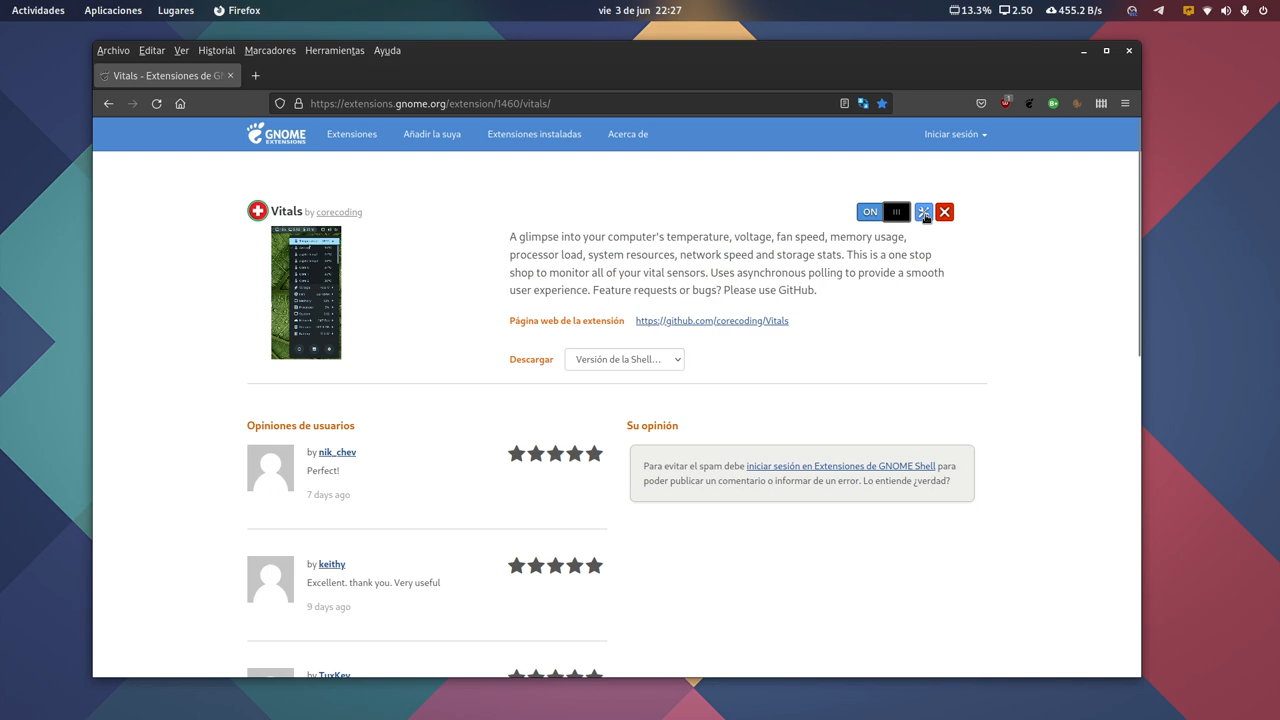 Actividades Aplicaciones Lugares Firefox vie 3 de jun 22:27 13.3% 2.50 455.2 B/s
Archivo Editar Ver Historial Marcadores Herramientas Ayuda
Vitals - Extensiones de G
https://extensions.gnome.org/extension/1460/vitals/
GNOME EXTENSIONS Extensiones Añadir la suya Extensiones instaladas Acerca de Iniciar sesión
Vitals by corecoding ON
A glimpse into your computer's temperature, voltage, fan speed, memory usage,
processor load, system resources, network speed and storage stats. This is a one stop
shop to monitor all of your vital sensors. Uses asynchronous polling to provide a smooth
user experience. Feature requests or bugs? Please use GitHub.
Página web de la extensión https://github.com/corecoding/Vitals
Descargar Versión de la Shell...
Opiniones de usuarios
by nik_chev
Perfect!
7 days ago
by keithy
Excellent. thank you. Very useful
9 days ago
by TuxKey
Su opinión
Para evitar el spam debe iniciar sesión en Extensiones de GNOME Shell para
poder publicar un comentario o informar de un error. Lo entiende ¿verdad?